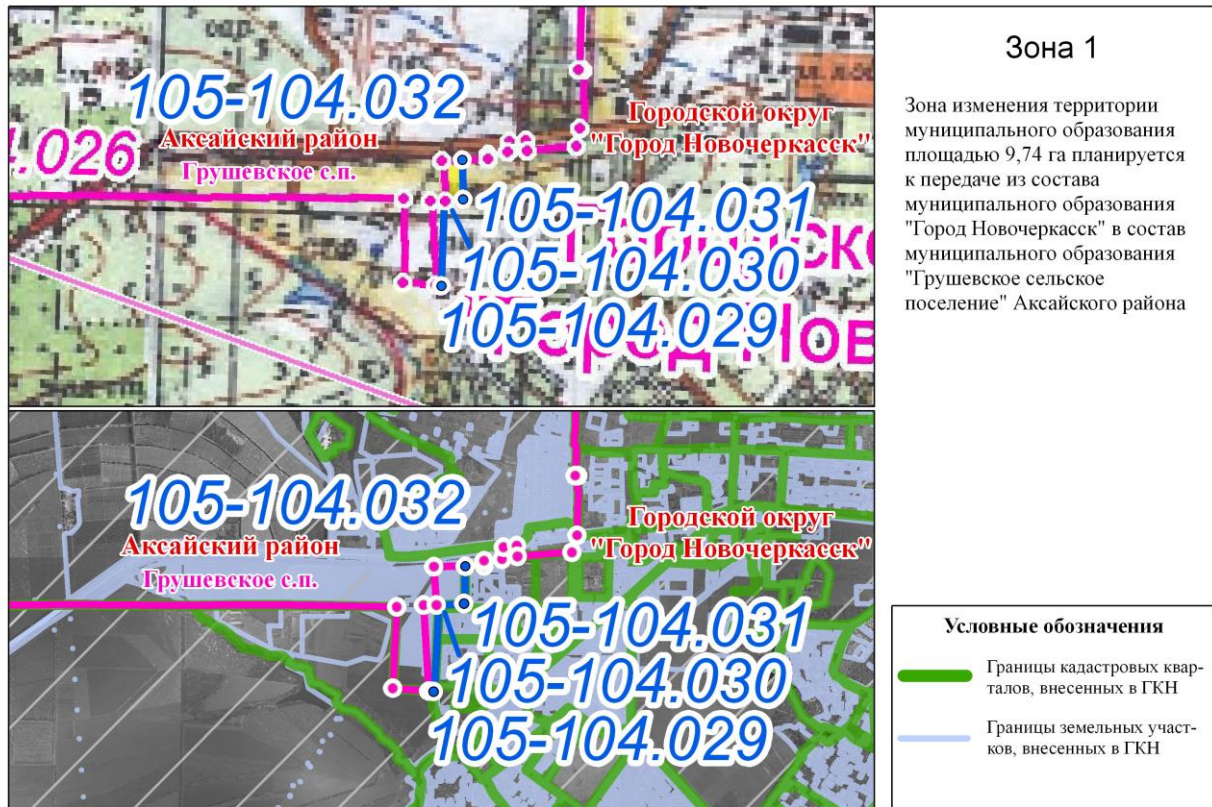 105-104.032
Аксайский район
Грушевское с.п.
4.026
Городской округ
"Город Новочеркасск"
105-104.031
105-104.030
105-104.029
город Нов
Зона 1
Зона изменения территории
муниципального образования
площадью 9,74 га планируется
к передаче из состава
муниципального образования
"Город Новочеркасск" в состав
муниципального образования
"Грушевское сельское
поселение" Аксайского района
105-104.032
Аксайский район
Грушевское с.п.
Городской округ
"Город Новочеркасск"
105-104.031
105-104.030
105-104.029
Условные обозначения
Границы кадастровых квар-
талов, внесенных в ГКН
Границы земельных участ-
ков, внесенных в ГКН